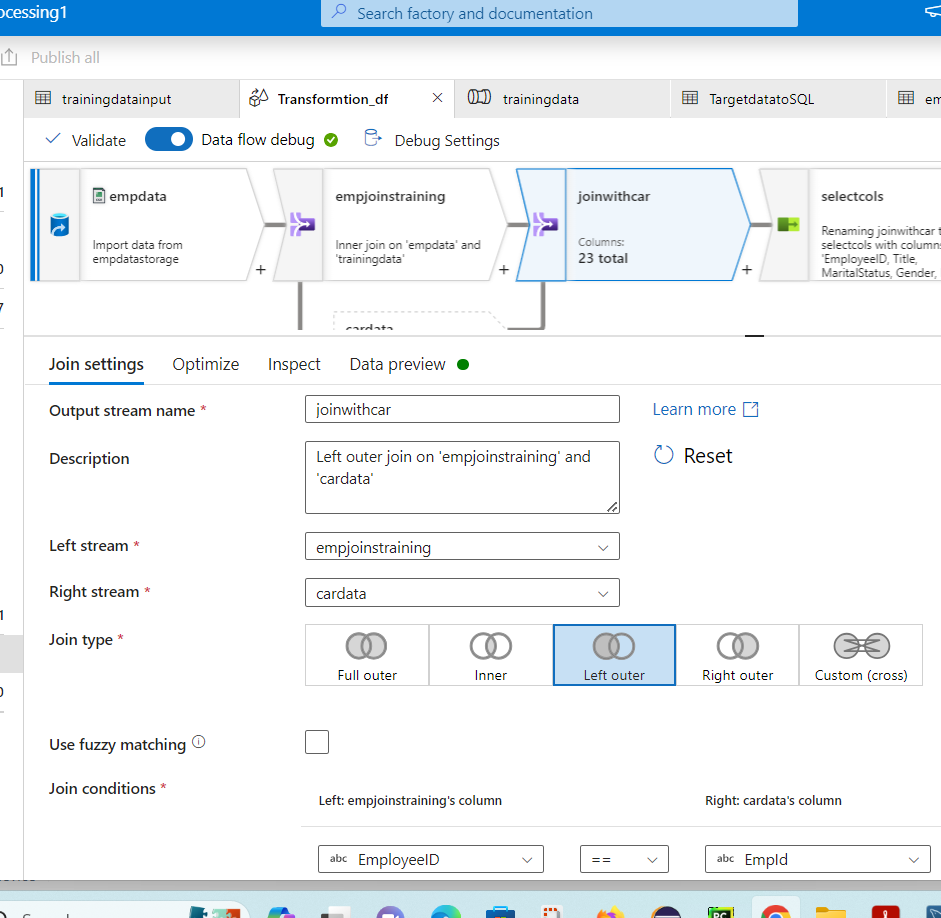 ocessing1
Search factory and documentation
Publish all
trainingdatainput
Transformtion_df
trainingdata
TargetdatatoSQL
em
Validate
Data flow debug
Debug Settings
empdata
Import data from
empdatastorage
+
empjoinstraining
Inner join on 'empdata' and
'trainingdata'
+
joinwithcar
Columns:
23 total
+
selectcols
Renaming joinwithcar t
selectcols with column
'EmployeeID, Title,
MaritalStatus, Gender,
cardata
Join settings
Optimize
Inspect
Data preview
Output stream name *
joinwithcar
Learn more
Description
Left outer join on 'empjoinstraining' and
'cardata'
Reset
Left stream *
empjoinstraining
Right stream *
cardata
Join type *
Full outer
Inner
Left outer
Right outer
Custom (cross)
Use fuzzy matching
Join conditions *
Left: empjoinstraining's column
Right: cardata's column
abc EmployeeID
==
abc EmpId